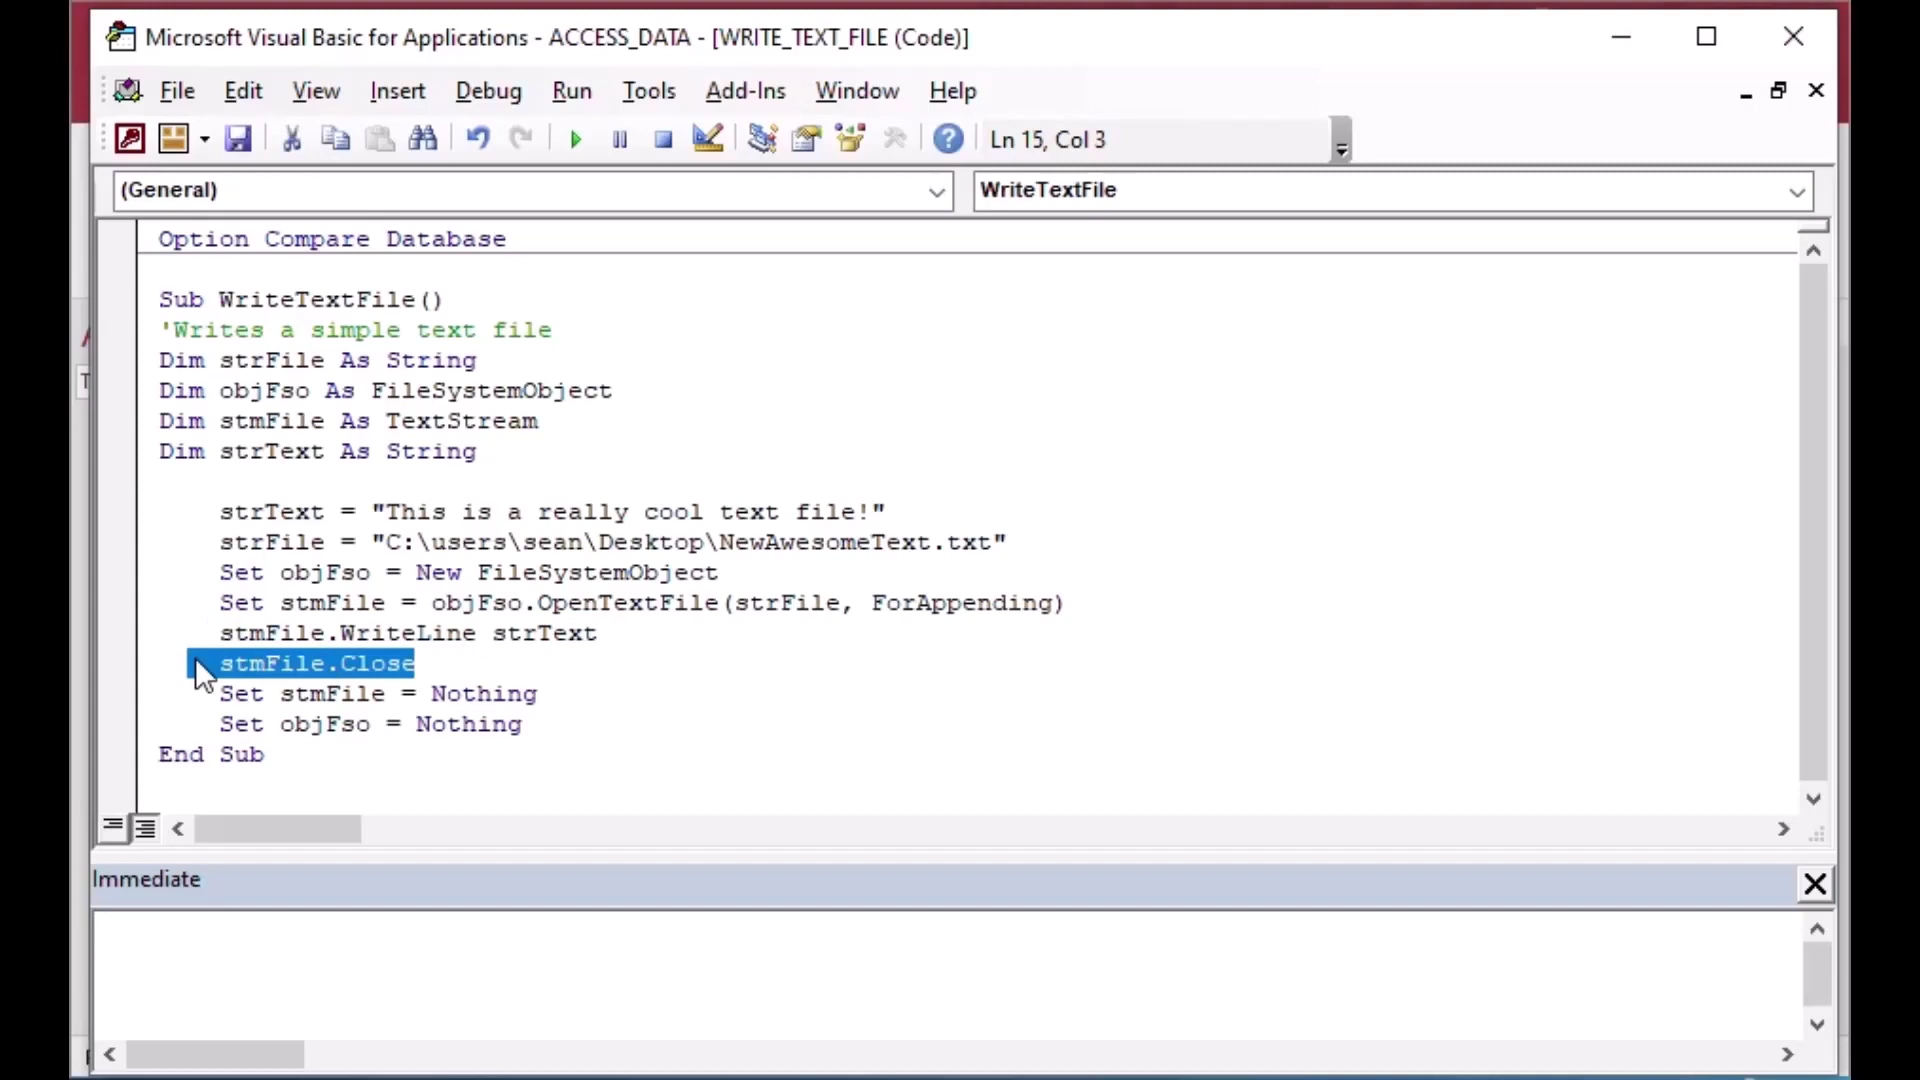 Microsoft Visual Basic for Applications - ACCESS_DATA - [WRITE_TEXT_FILE (Code)]
File Edit View Insert Debug Run Tools Add-Ins Window Help
Ln 15, Col 3
(General) WriteTextFile
Option Compare Database
Sub WriteTextFile()
'Writes a simple text file
Dim strFile As String
Dim objFso As FileSystemObject
Dim stmFile As TextStream
Dim strText As String
strText = "This is a really cool text file!"
strFile = "C:\users\sean\Desktop\NewAwesomeText.txt"
Set objFso = New FileSystemObject
Set stmFile = objFso.OpenTextFile(strFile, ForAppending)
stmFile.WriteLine strText
stmFile.Close
Set stmFile = Nothing
Set objFso = Nothing
End Sub
Immediate